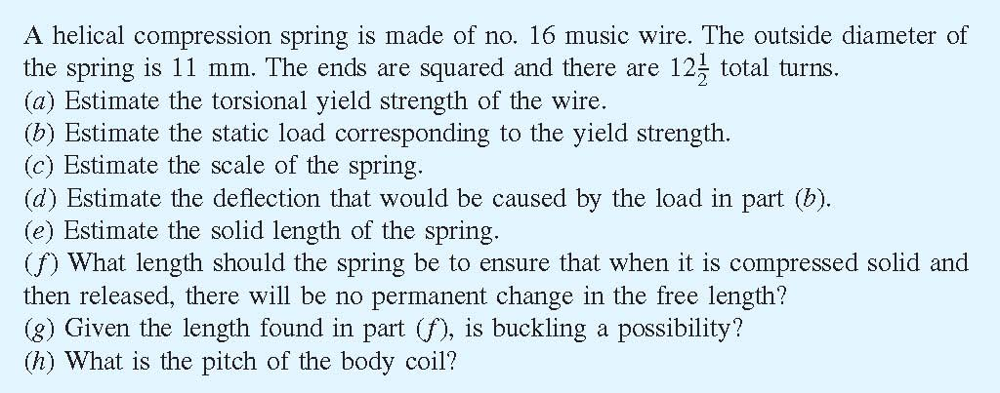 A helical compression spring is made of no. 16 music wire. The outside diameter of
the spring is 11 mm. The ends are squared and there are 12½ total turns.
(a) Estimate the torsional yield strength of the wire.
(b) Estimate the static load corresponding to the yield strength.
(c) Estimate the scale of the spring.
(d) Estimate the deflection that would be caused by the load in part (b).
(e) Estimate the solid length of the spring.
(f) What length should the spring be to ensure that when it is compressed solid and
then released, there will be no permanent change in the free length?
(g) Given the length found in part (f), is buckling a possibility?
(h) What is the pitch of the body coil?